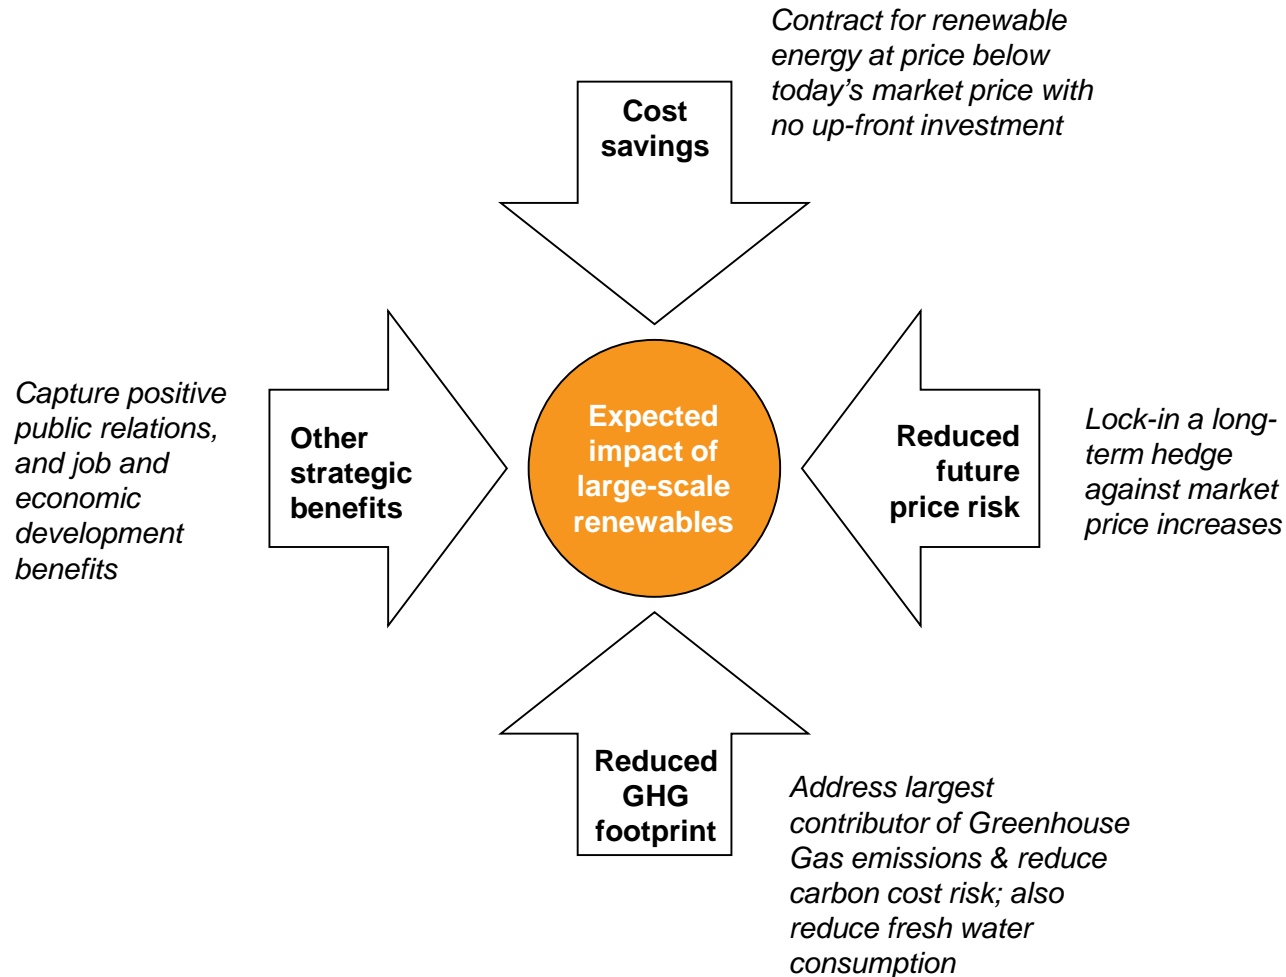 Contract for renewable
energy at price below
today’s market price with
no up-front investment
Cost
savings
Capture positive
public relations,
and job and
economic
development
benefits
Other
strategic
benefits
Expected
impact of
large-scale
renewables
Reduced
future
price risk
Lock-in a long-
term hedge
against market
price increases
Reduced
GHG
footprint
Address largest
contributor of Greenhouse
Gas emissions & reduce
carbon cost risk; also
reduce fresh water
consumption